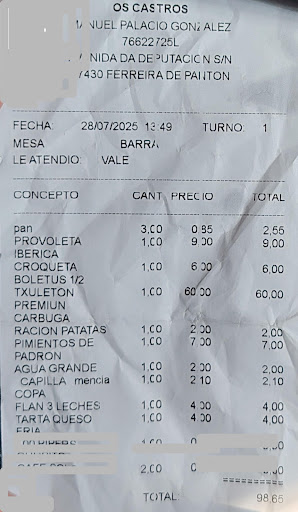 OS CASTROS
MANUEL PALACIO GONZALEZ
76622725L
AVENIDA DA DEPUTACION S/N
27430 FERREIRA DE PANTON
FECHA 28/07/2025 13:49 TURNO: 1
MESA BARRA
LE ATENDIO: VALE
CONCEPTO CANT PRECIO TOTAL
pan 3,00 0,85 2,55
PROVOLETA 1,00 9,00 9,00
IBERICA
CROQUETA 1,00 6,00 6,00
BOLETUS 1/2
TXULETON 1,00 60,00 60,00
PREMIUN
CARBUGA
RACION PATATAS 1,00 2,00 2,00
PIMIENTOS DE 1,00 7,00 7,00
PADRON
AGUA GRANDE 1,00 2,00 2,00
CAPILLA mencia 1,00 2,10 2,10
COPA
FLAN 3 LECHES 1,00 4,00 4,00
TARTA QUESO 1,00 4,00 4,00
FRIA
1,00
2,00
TOTAL: 98,65